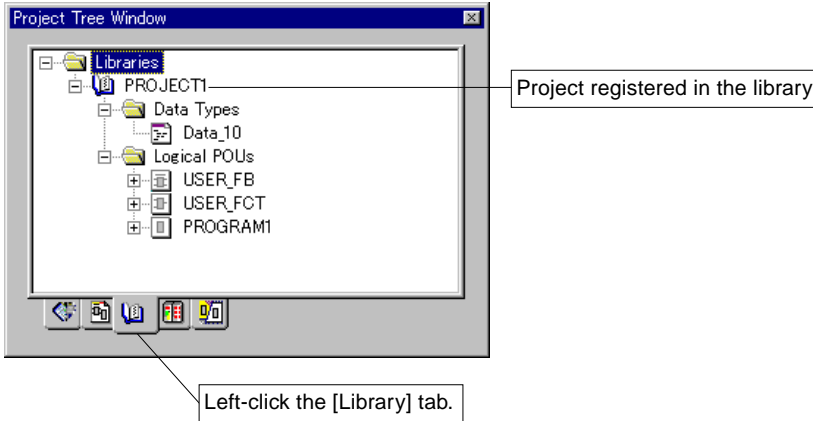 Project Tree Window
Libraries
PROJECT1
Project registered in the library
Data Types
Data_10
Logical POUs
USER_FB
USER_FCT
PROGRAM1
Left-click the [Library] tab.